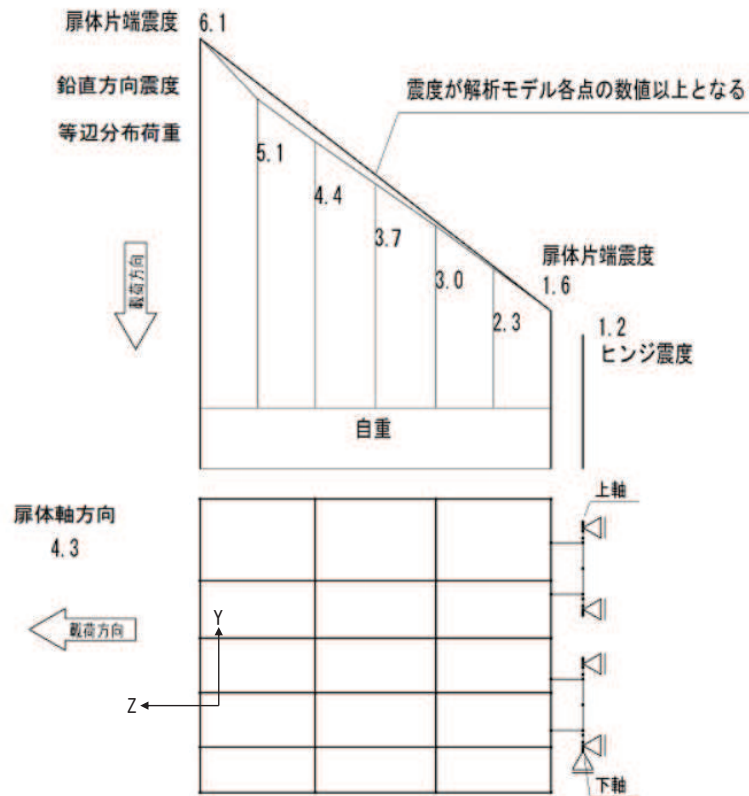 扉体片端震度 6.1
鉛直方向震度
等辺分布荷重
震度が解析モデル各点の数値以上となる
5.1
4.4
3.7
3.0
2.3
扉体片端震度
1.6
1.2
ヒンジ震度
載荷方向
自重
上軸
扉体軸方向
4.3
載荷方向
Y
Z
下軸